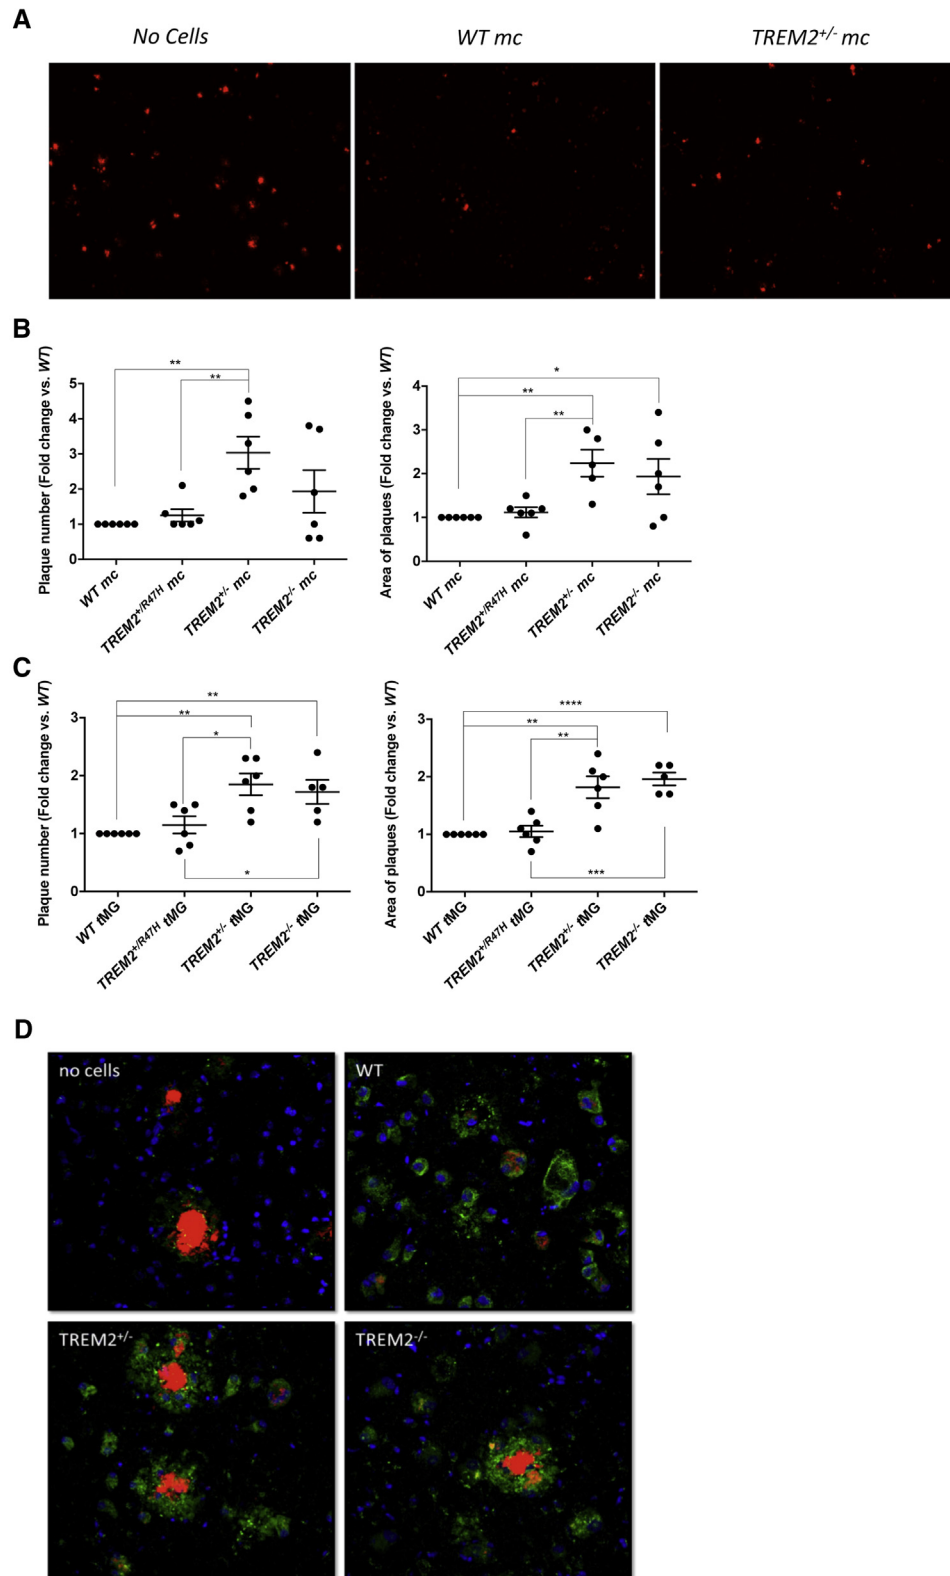 A
No Cells
WT mc
TREM2+/- mc
B
Plaque number (Fold change vs. WT)
5
4
3
2
1
0
**
**
WT mc
TREM2+/R47H mc
TREM2+/- mc
TREM2-/- mc
Area of plaques (Fold change vs. WT)
4
3
2
1
0
*
**
**
WT mc
TREM2+/R47H mc
TREM2+/- mc
TREM2-/- mc
C
Plaque number (Fold change vs. WT)
3
2
1
0
**
**
*
*
WT tMG
TREM2+/R47H tMG
TREM2+/- tMG
TREM2-/- tMG
Area of plaques (Fold change vs. WT)
3
2
1
0
****
**
**
***
WT tMG
TREM2+/R47H tMG
TREM2+/- tMG
TREM2-/- tMG
D
no cells
WT
TREM2+/-
TREM2-/-